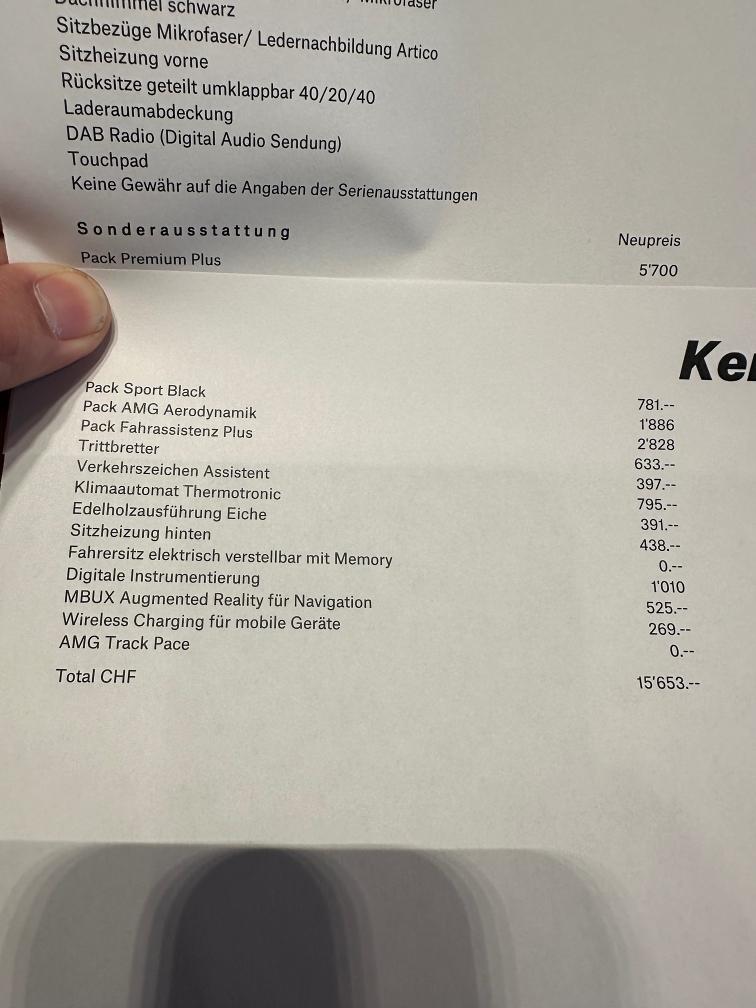 schwarz
Sitzbezüge Mikrofaser/ Ledernachbildung Artico
Sitzheizung vorne
Rücksitze geteilt umklappbar 40/20/40
Laderaumabdeckung
DAB Radio (Digital Audio Sendung)
Touchpad
Keine Gewähr auf die Angaben der Serienausstattungen
Sonderausstattung Neupreis
Pack Premium Plus 5'700
Ke
Pack Sport Black 781.--
Pack AMG Aerodynamik 1'886
Pack Fahrassistenz Plus 2'828
Trittbretter 633.--
Verkehrszeichen Assistent 397.--
Klimaautomat Thermotronic 795.--
Edelholzausführung Eiche 391.--
Sitzheizung hinten 438.--
Fahrersitz elektrisch verstellbar mit Memory 0.--
Digitale Instrumentierung 1'010
MBUX Augmented Reality für Navigation 525.--
Wireless Charging für mobile Geräte 269.--
AMG Track Pace 0.--
Total CHF 15'653.--